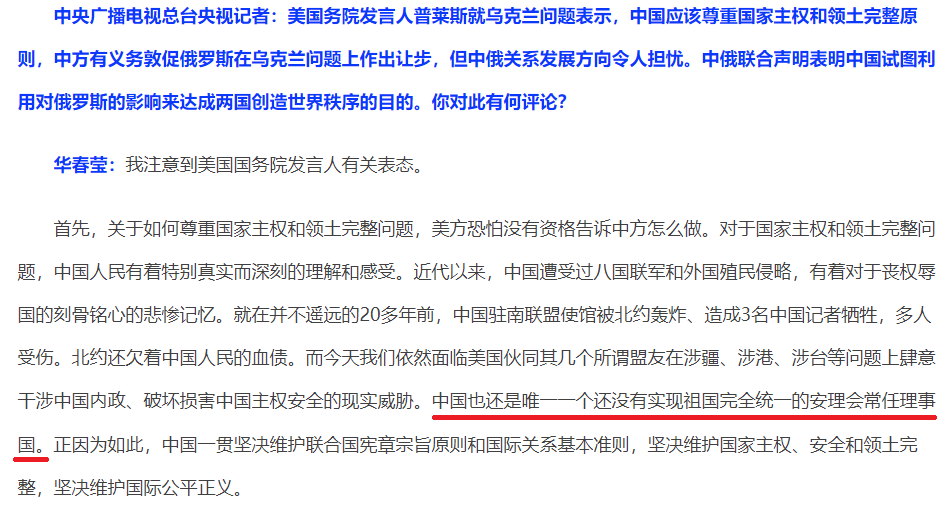 中央广播电视总台央视记者：美国务院发言人普莱斯就乌克兰问题表示，中国应该尊重国家主权和领土完整原
则，中方有义务敦促俄罗斯在乌克兰问题上作出让步，但中俄关系发展方向令人担忧。中俄联合声明表明中国试图利
用对俄罗斯的影响来达成两国创造世界秩序的目的。你对此有何评论？
华春莹：我注意到美国国务院发言人有关表态。
首先，关于如何尊重国家主权和领土完整问题，美方恐怕没有资格告诉中方怎么做。对于国家主权和领土完整问
题，中国人民有着特别真实而深刻的理解和感受。近代以来，中国遭受过八国联军和外国殖民侵略，有着对于丧权辱
国的刻骨铭心的悲惨记忆。就在并不遥远的20多年前，中国驻南联盟使馆被北约轰炸、造成3名中国记者牺牲，多人
受伤。北约还欠着中国人民的血债。而今天我们依然面临美国伙同其几个所谓盟友在涉疆、涉港、涉台等问题上肆意
干涉中国内政、破坏损害中国主权安全的现实威胁。中国也还是唯一一个还没有实现祖国完全统一的安理会常任理事
国。正因为如此，中国一贯坚决维护联合国宪章宗旨原则和国际关系基本准则，坚决维护国家主权、安全和领土完
整，坚决维护国际公平正义。